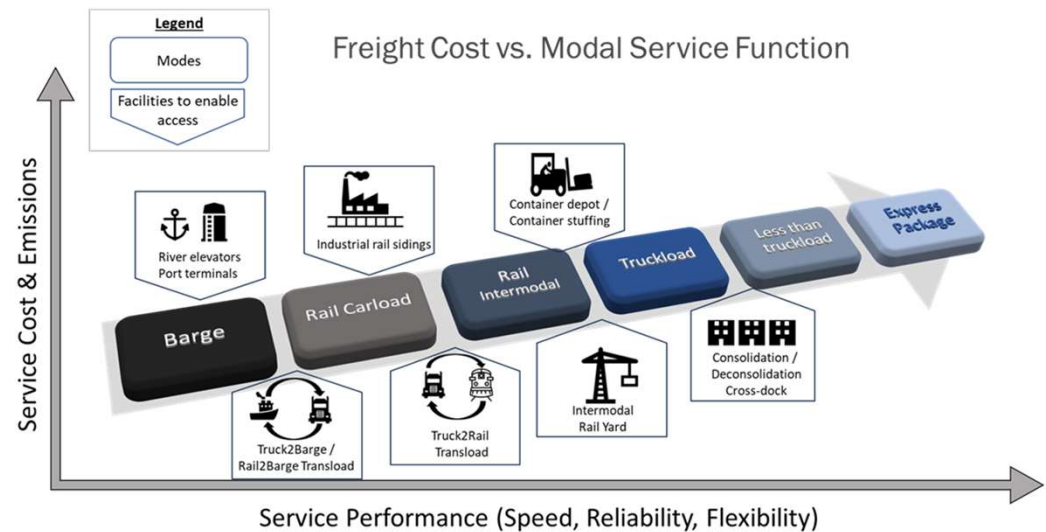 Legend
Modes
Facilities to enable
access
Freight Cost vs. Modal Service Function
Service Cost & Emissions
River elevators
Port terminals
Industrial rail sidings
Container depot /
Container stuffing
Barge
Rail Carload
Rail
Intermodal
Truckload
Less than
truckload
Express
Package
Truck2Barge /
Rail2Barge Transload
Truck2Rail
Transload
Intermodal
Rail Yard
Consolidation /
Deconsolidation
Cross-dock
Service Performance (Speed, Reliability, Flexibility)